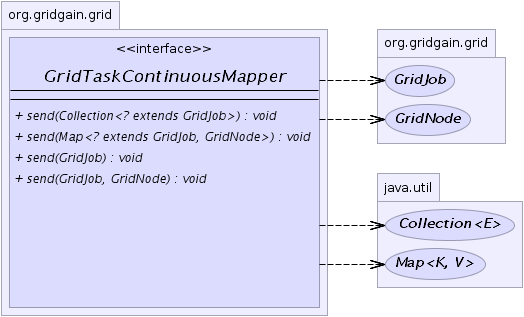 org.gridgain.grid
<<interface>>
GridTaskContinuousMapper
+ send(Collection<? extends GridJob>) : void
+ send(Map<? extends GridJob, GridNode>) : void
+ send(GridJob) : void
+ send(GridJob, GridNode) : void
org.gridgain.grid
GridJob
GridNode
java.util
Collection<E>
Map<K, V>